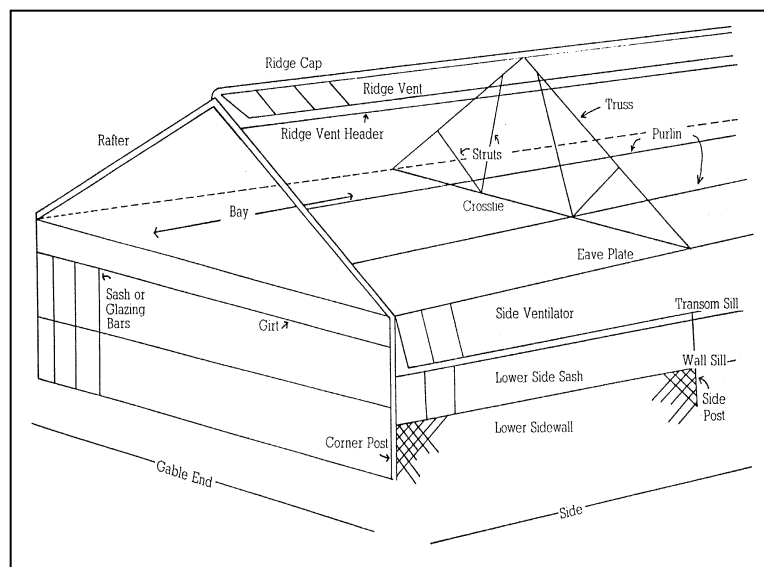 Ridge Cap
Ridge Vent
Truss
Rafter
Ridge Vent Header
Purlin
Struts
Bay
Crosstie
Eave Plate
Sash or
Glazing
Bars
Girt
Side Ventilator
Transom Sill
Wall Sill
Lower Side Sash
Side
Post
Lower Sidewall
Corner Post
Gable End
Side